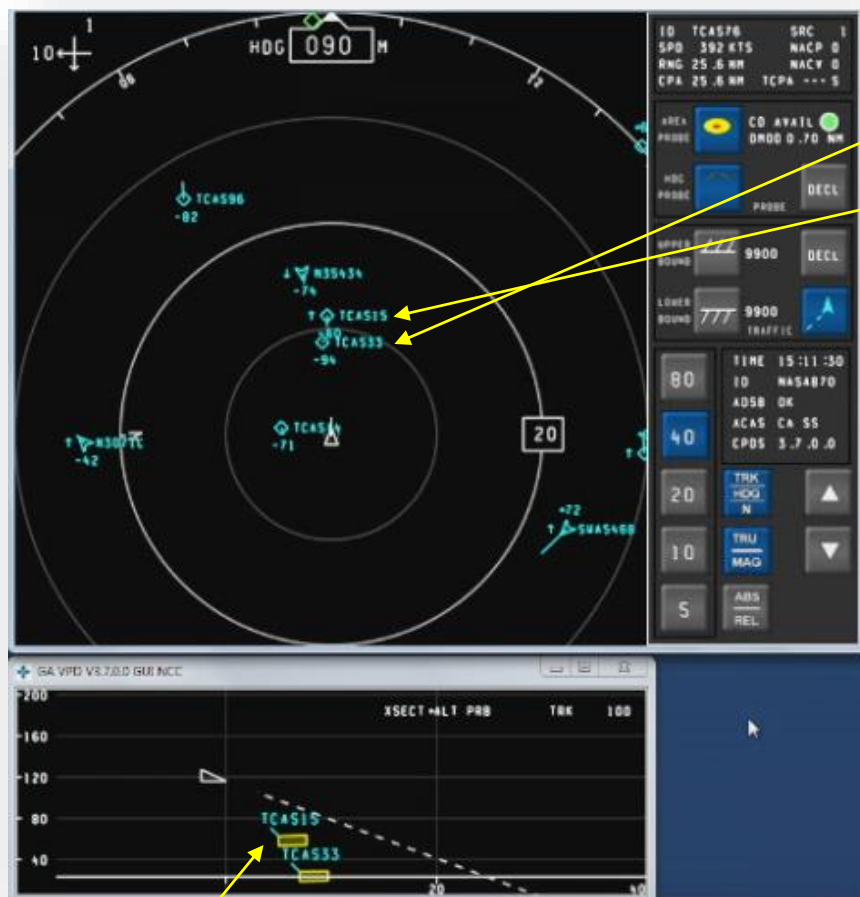 1
10
HDG 090 M
TCAS96
-82
↓ N35434
-74
↑ TCAS15
-80
TCAS33
-94
-71
-42
20
+72
↑ SWA5468
ID TCAS76 SRC 1
SPD 392 KTS NACP 0
RNG 25.6 NM NACV 0
CPA 25.6 NM TCPA --- S
AREA PROBE
CD AVAIL
DMOD 0.70 NM
HDG PROBE
PROBE
DECL
UPPER BOUND
9900
DECL
LOWER BOUND
9900
TRAFFIC
80
40
20
10
5
TIME 15:11:30
ID NASA870
ADSB OK
ACAS CA SS
CPDS 3.7.0.0
TRK
HDG
N
TRU
MAG
ABS
REL
GA VPD V3.7.0.0 GUI NCC
200
XSECT+ALT PRB TRK 100
160
120
80
TCAS15
TCAS33
40
20
40